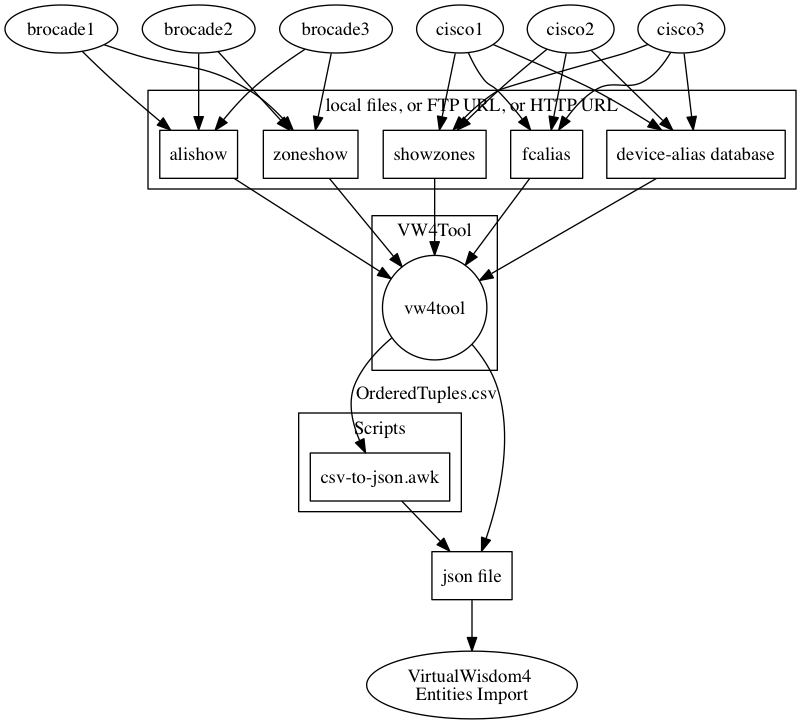 brocade1
brocade2
brocade3
cisco1
cisco2
cisco3
local files, or FTP URL, or HTTP URL
alishow
zoneshow
showzones
fcalias
device-alias database
VW4Tool
vw4tool
OrderedTuples.csv
Scripts
csv-to-json.awk
json file
VirtualWisdom4
Entities Import